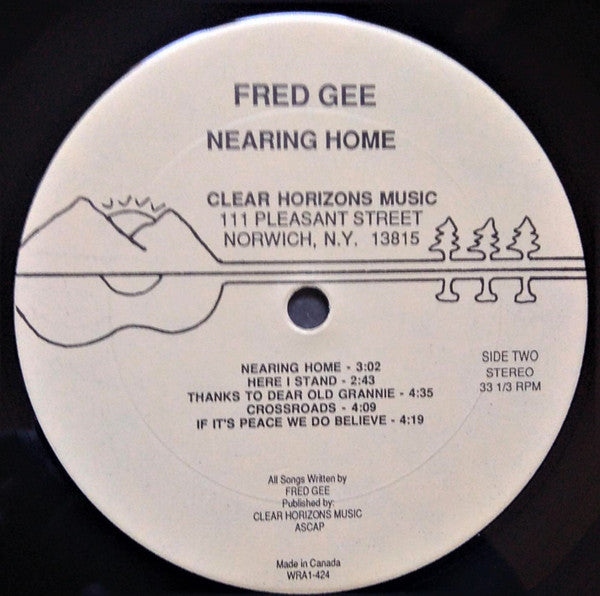 FRED GEE
NEARING HOME
CLEAR HORIZONS MUSIC
111 PLEASANT STREET
NORWICH, N.Y. 13815
NEARING HOME - 3:02
HERE I STAND - 2:43
THANKS TO DEAR OLD GRANNIE - 4:35
CROSSROADS - 4:09
IF IT'S PEACE WE DO BELIEVE - 4:19
SIDE TWO
STEREO
33 1/3 RPM
All Songs Written by
FRED GEE
Published by:
CLEAR HORIZONS MUSIC
ASCAP
Made in Canada
WRA1-424